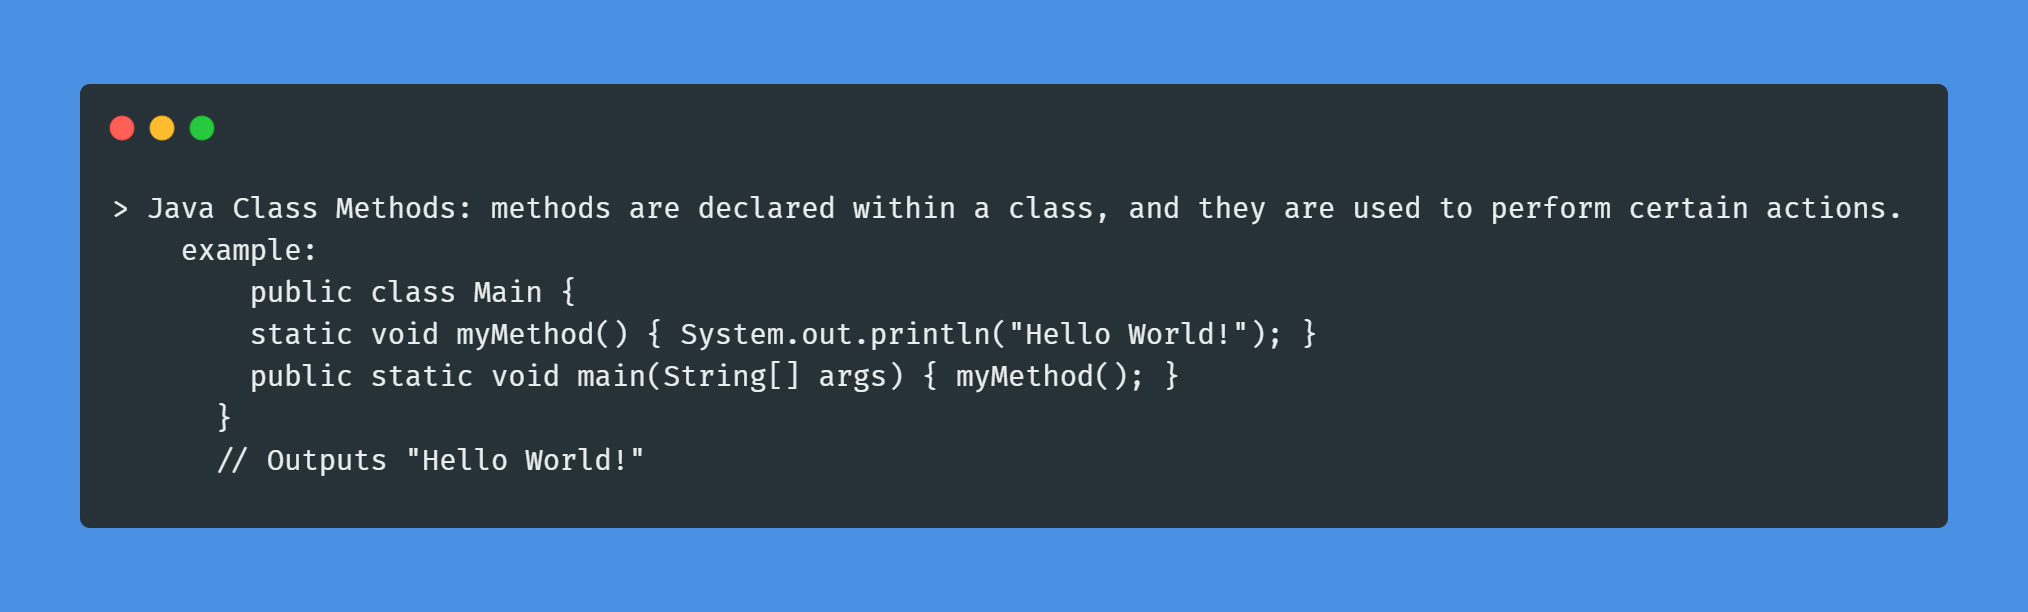 > Java Class Methods: methods are declared within a class, and they are used to perform certain actions.
example:
public class Main {
static void myMethod() { System.out.println("Hello World!"); }
public static void main(String[] args) { myMethod(); }
}
// Outputs "Hello World!"